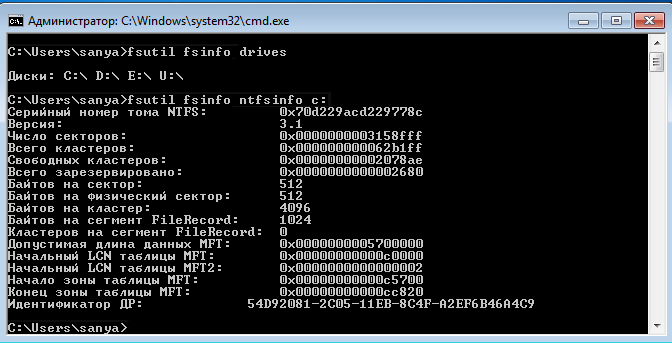 Администратор: C:\Windows\system32\cmd.exe
C:\Users\sanya>fsutil fsinfo drives
Диски: C:\ D:\ E:\ U:\
C:\Users\sanya>fsutil fsinfo ntfsinfo c:
Серийный номер тома NTFS: 0x70d229acd229778c
Версия: 3.1
Число секторов: 0x0000000003158fff
Всего кластеров: 0x000000000062b1ff
Свободных кластеров: 0x00000000002078ae
Всего зарезервировано: 0x0000000000002680
Байтов на сектор: 512
Байтов на физический сектор: 512
Байтов на кластер: 4096
Байтов на сегмент FileRecord: 1024
Кластеров на сегмент FileRecord: 0
Допустимая длина данных MFT: 0x0000000005700000
Начальный LCN таблицы MFT: 0x00000000000c0000
Начальный LCN таблицы MFT2: 0x0000000000000002
Начало зоны таблицы MFT: 0x00000000000c5700
Конец зоны таблицы MFT: 0x00000000000cc820
Идентификатор ДР: 54D92081-2C05-11EB-8C4F-A2EF6B46A4C9
C:\Users\sanya>